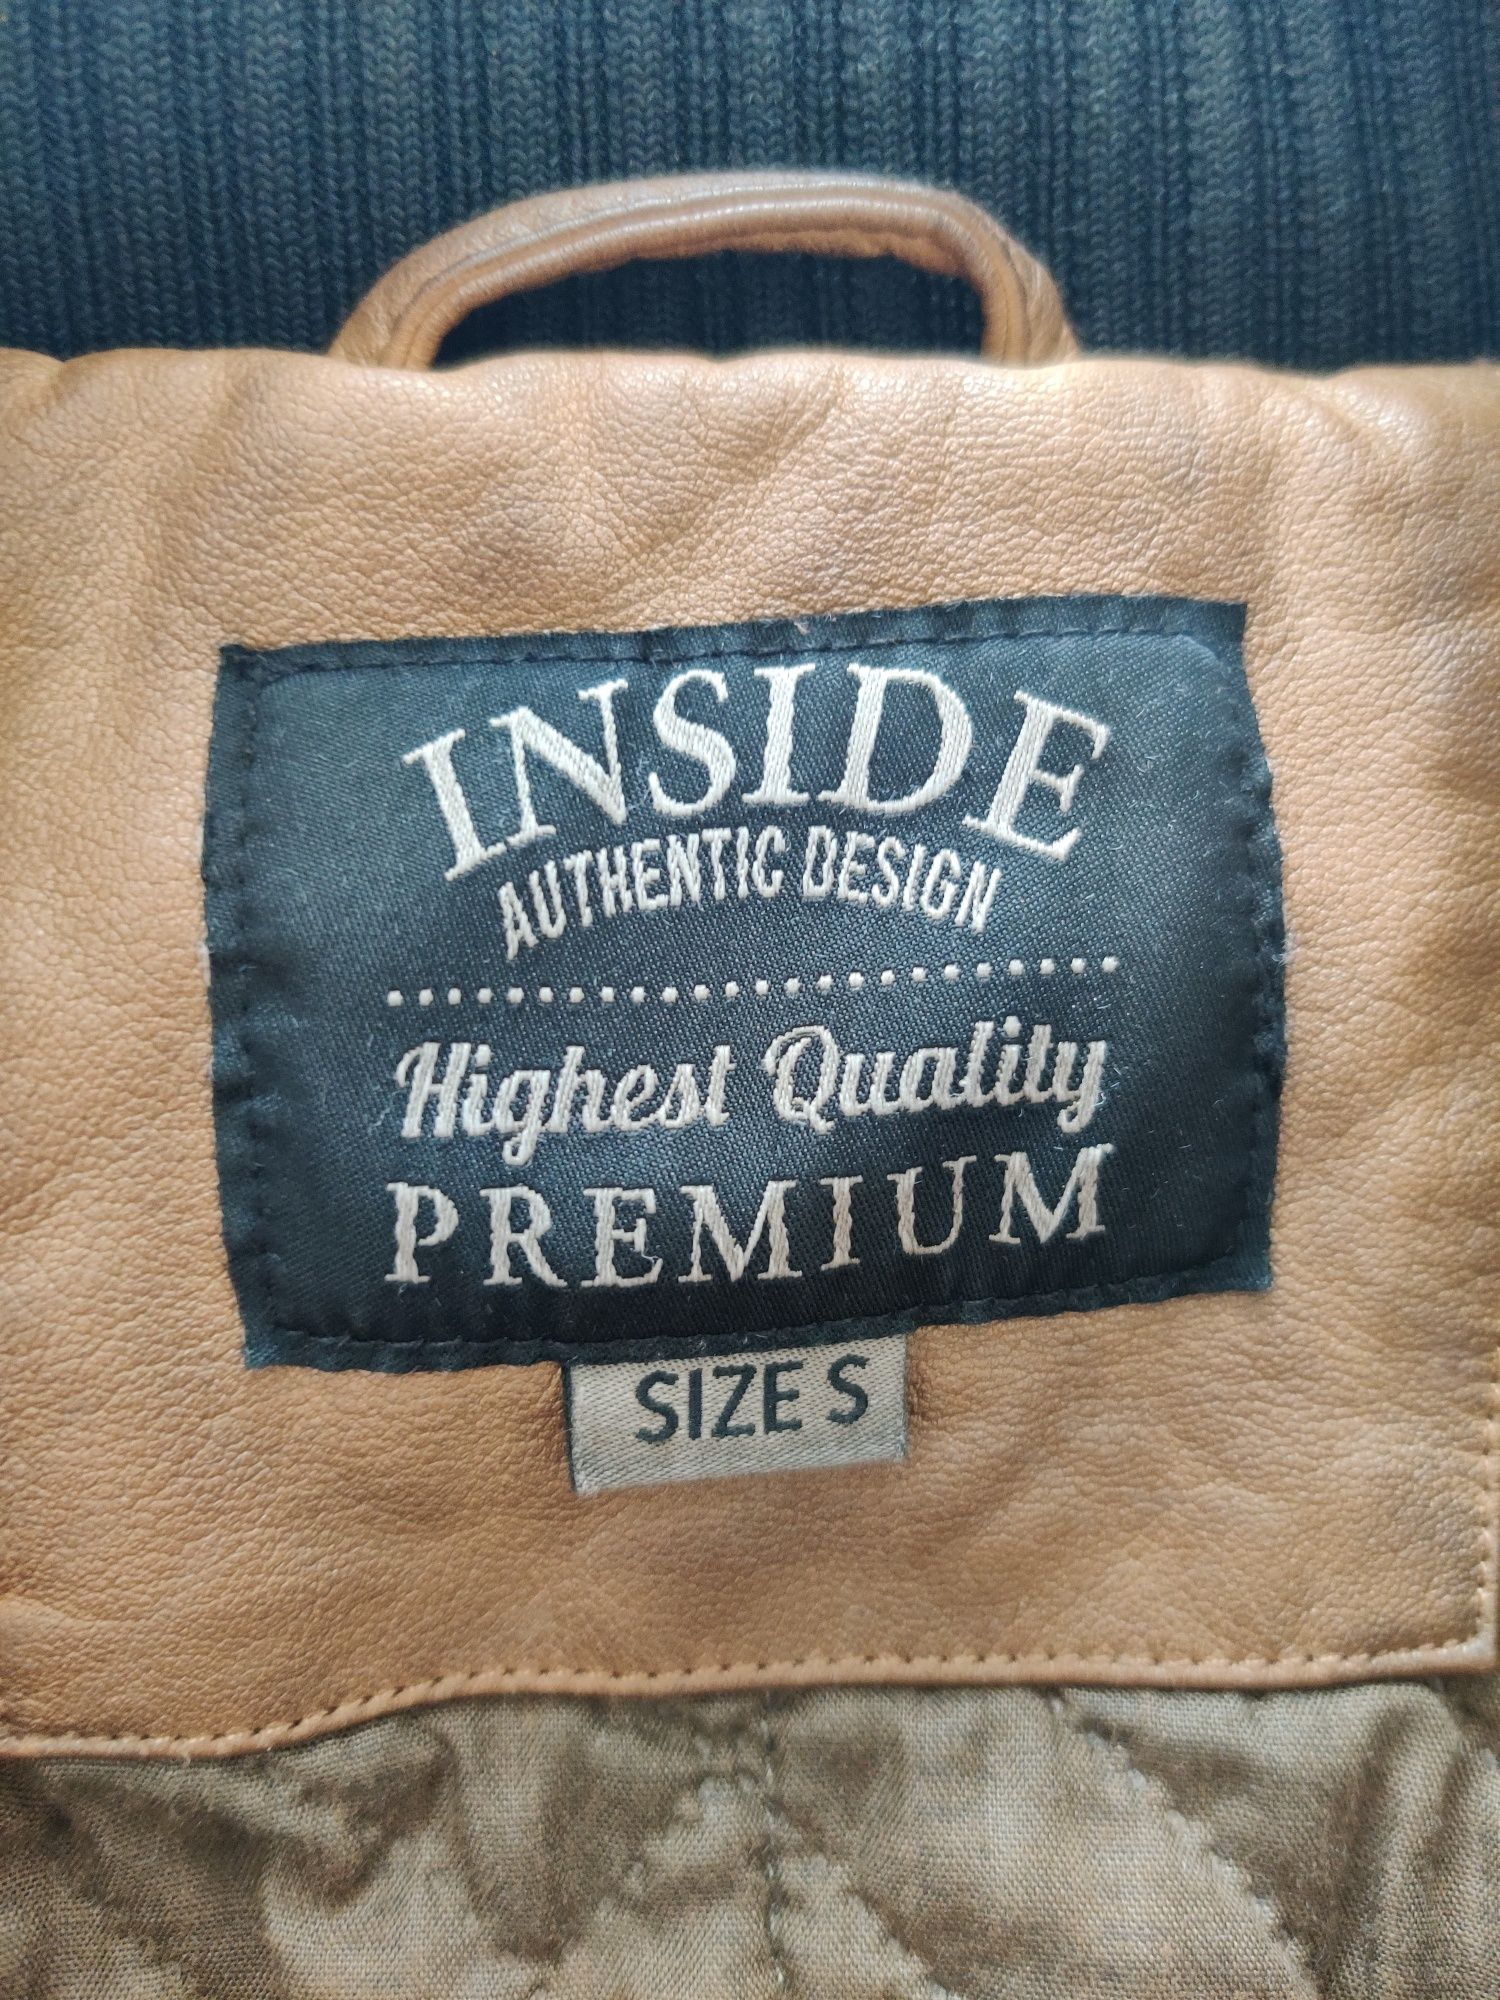 INSIDE
AUTHENTIC DESIGN
Highest Quality
PREMIUM
SIZE S